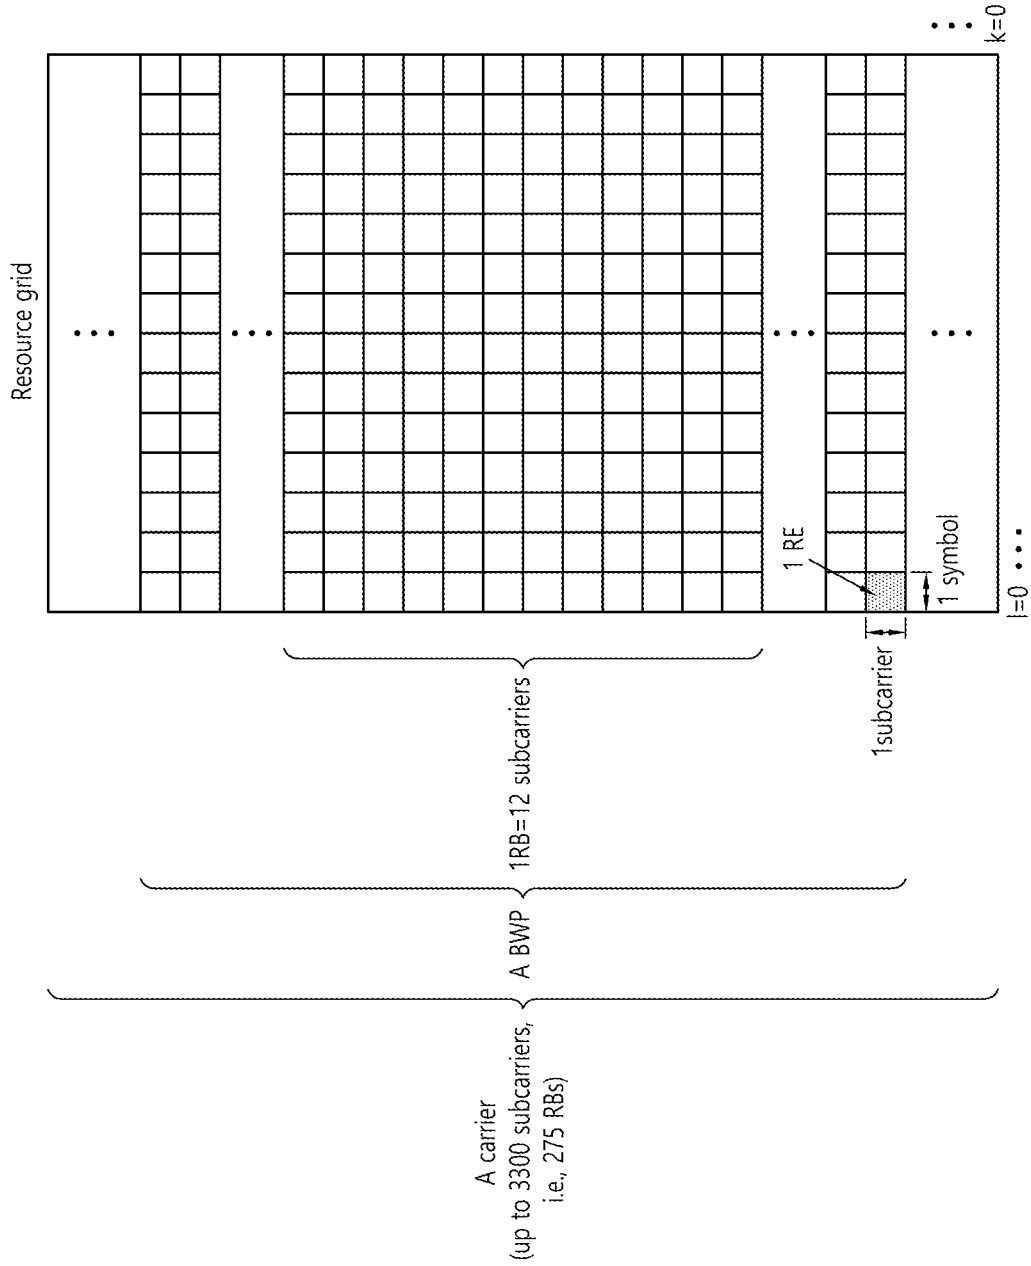 Resource grid
A carrier
(up to 3300 subcarriers,
i.e., 275 RBs)
A BWP
1RB=12 subcarriers
1 RE
1subcarrier
1 symbol
k=0
l=0